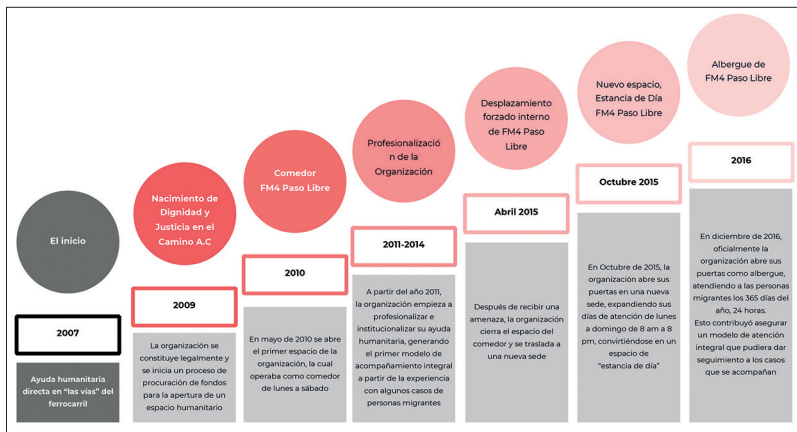 El inicio
2007
Ayuda humanitaria
directa en "las vías" del
ferrocarril
Nacimiento de
Dignidad y
Justicia en el
Camino A.C
2009
La organización se
constituye legalmente y
se inicia un proceso de
procuración de fondos
para la apertura de un
espacio humanitario
Comedor
FM4 Paso Libre
2010
En mayo de 2010 se abre
el primer espacio de la
organización, la cual
operaba como comedor
de lunes a sábado
Profesionalizació
n de la
Organización
2011-2014
A partir del año 2011,
la organización empieza a
profesionalizar e
institucionalizar su ayuda
humanitaria, generando
el primer modelo de
acompañamiento integral
a partir de la experiencia
con algunos casos de
personas migrantes
Desplazamiento
forzado interno
de FM4 Paso
Libre
Abril 2015
Después de recibir una
amenaza, la organización
cierra el espacio del
comedor y se traslada a
una nueva sede
Nuevo espacio,
Estancia de Día
FM4 Paso Libre
Octubre 2015
En Octubre de 2015, la
organización abre sus
puertas en una nueva
sede, expandiendo sus
días de atención de lunes
a domingo de 8 am a 8
pm, convirtiéndose en un
espacio de
"estancia de día"
Albergue de
FM4 Paso Libre
2016
En diciembre de 2016,
oficialmente la
organización abre sus
puertas como albergue,
atendiendo a las personas
migrantes los 365 días del
año, 24 horas.
Esto contribuyó asegurar
un modelo de atención
integral que pudiera dar
seguimiento a los casos
que se acompañan